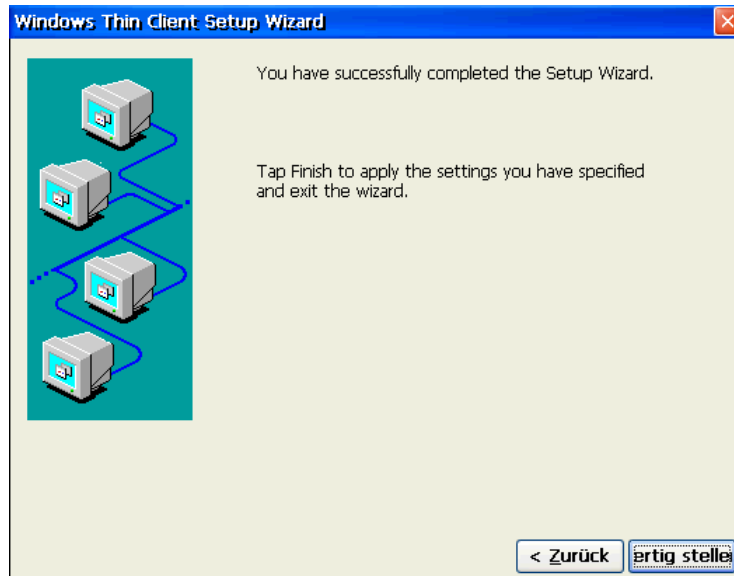 Windows Thin Client Setup Wizard
You have successfully completed the Setup Wizard.
Tap Finish to apply the settings you have specified
and exit the wizard.
< Zurück
ertig stelle